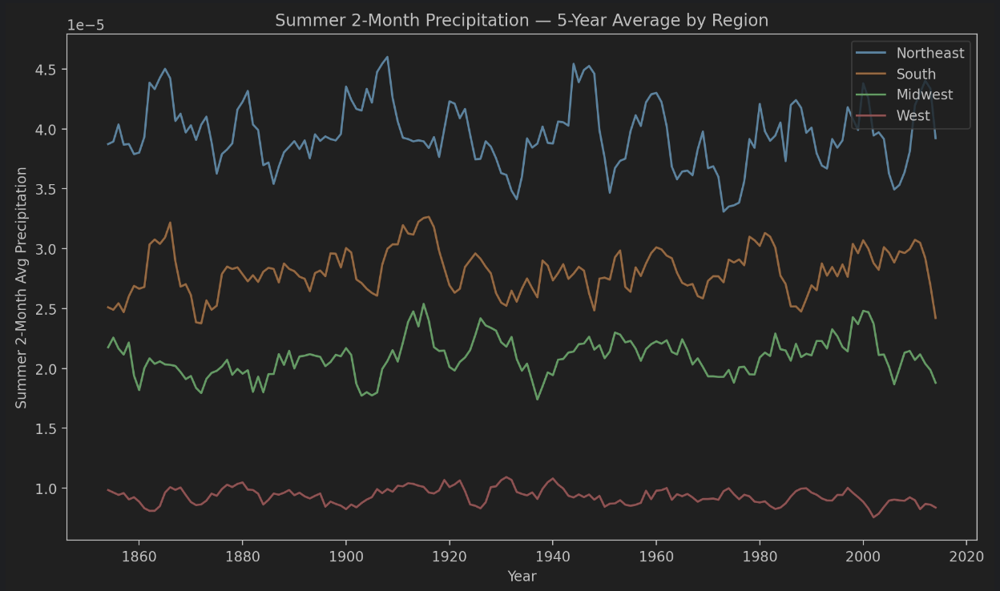 Summer 2-Month Precipitation — 5-Year Average by Region
1e−5
Northeast
South
Midwest
West
4.5
4.0
3.5
3.0
2.5
2.0
1.5
1.0
Summer 2-Month Avg Precipitation
1860 1880 1900 1920 1940 1960 1980 2000 2020
Year